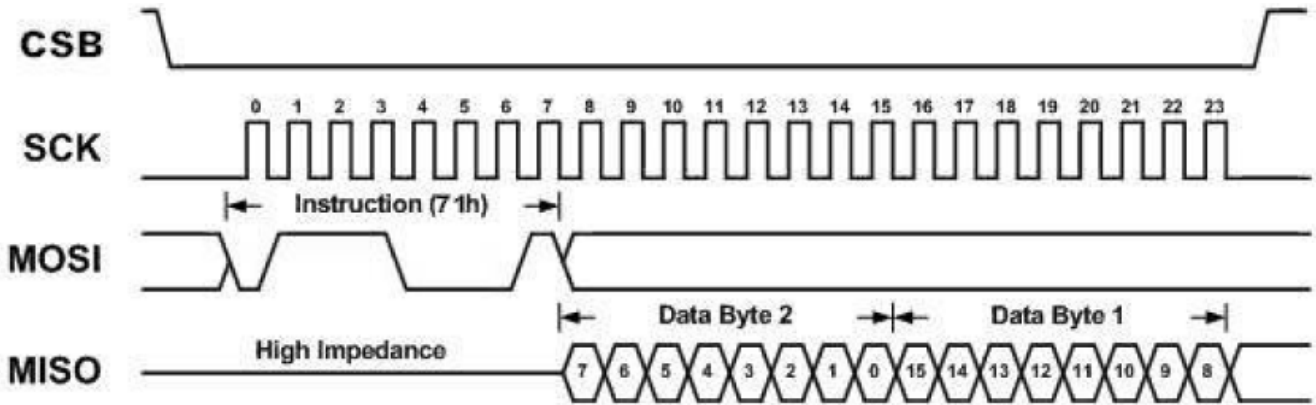 CSB
0 1 2 3 4 5 6 7 8 9 10 11 12 13 14 15 16 17 18 19 20 21 22 23
SCK
Instruction (71h)
MOSI
Data Byte 2 Data Byte 1
High Impedance
MISO
7 6 5 4 3 2 1 0 15 14 13 12 11 10 9 8